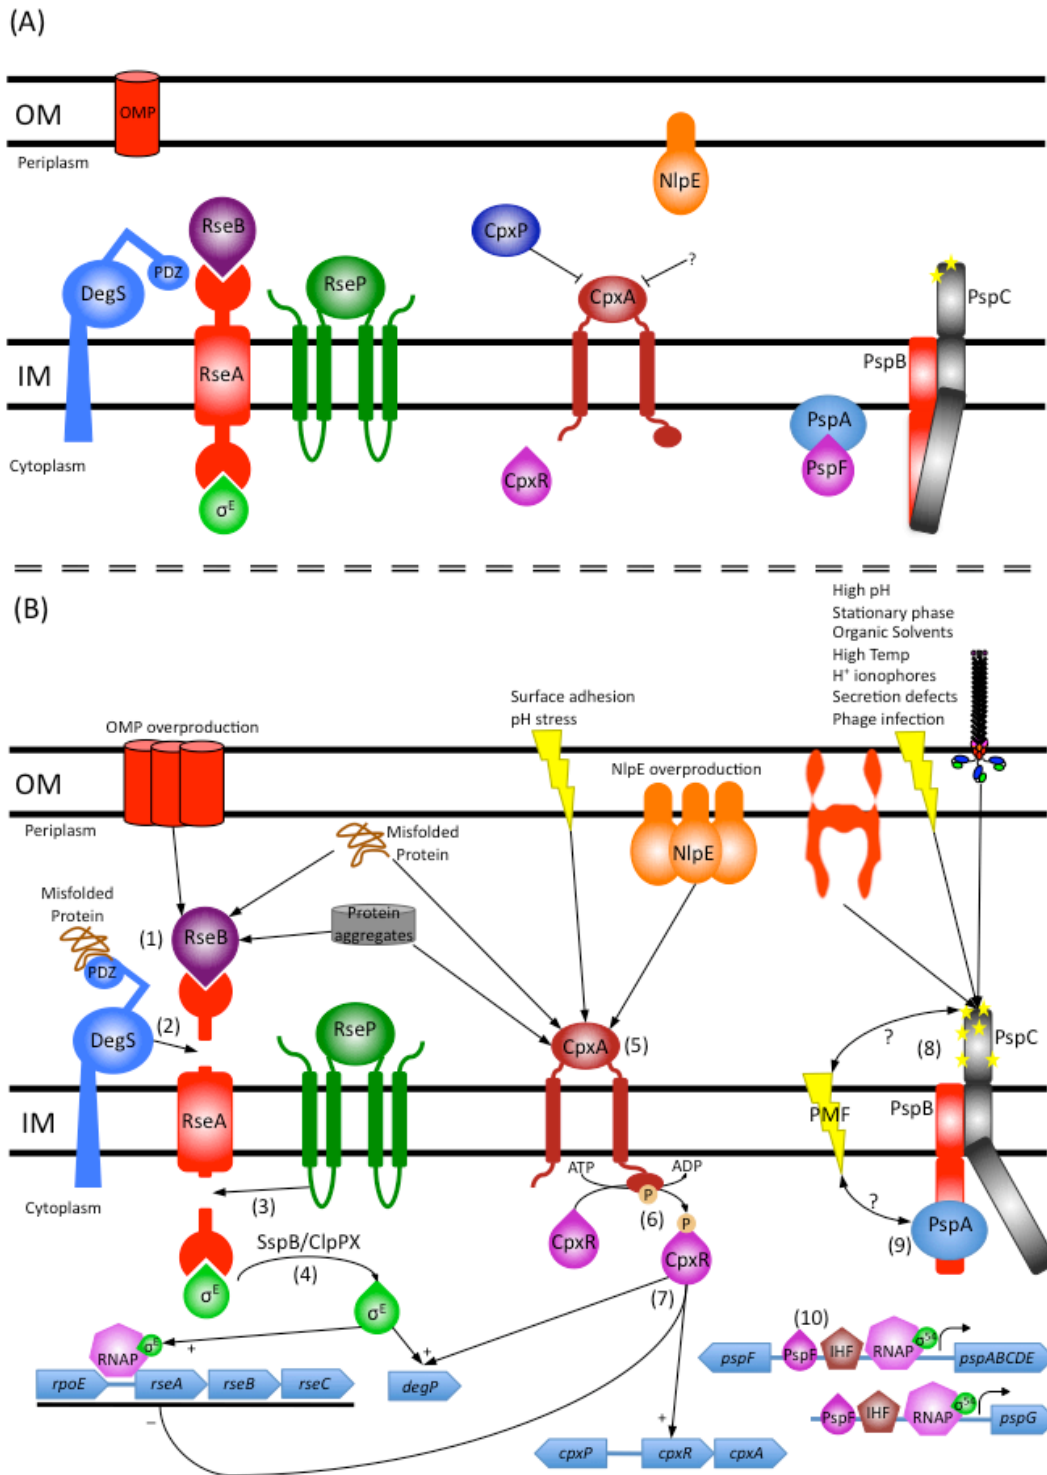 (A)
OM
OMP
Periplasm
NlpE
RseB
CpxP
?
PDZ
DegS
RseP
CpxA
PspC
IM
RseA
PspB
PspA
Cytoplasm
CpxR
PspF
σE
(B)
High pH
Stationary phase
Organic Solvents
High Temp
H+ ionophores
Secretion defects
Phage infection
Surface adhesion
pH stress
OMP overproduction
NlpE overproduction
OM
Periplasm
Misfolded
Protein
NlpE
Misfolded
Protein
Protein
aggregates
(1)
RseB
PDZ
DegS
(2)
RseP
CpxA
(5)
?
(8)
PspC
IM
RseA
PMF
PspB
Cytoplasm
(3)
ATP
ADP
P
(6)
P
?
PspA
(9)
CpxR
CpxR
SspB/ClpPX
(4)
σE
σE
(7)
(10)
RNAP
σE
+
+
pspF
PspF
IHF
RNAP
σ54
pspABCDE
rpoE
rseA
rseB
rseC
degP
–
PspF
IHF
RNAP
σ54
pspG
+
cpxP
cpxR
cpxA